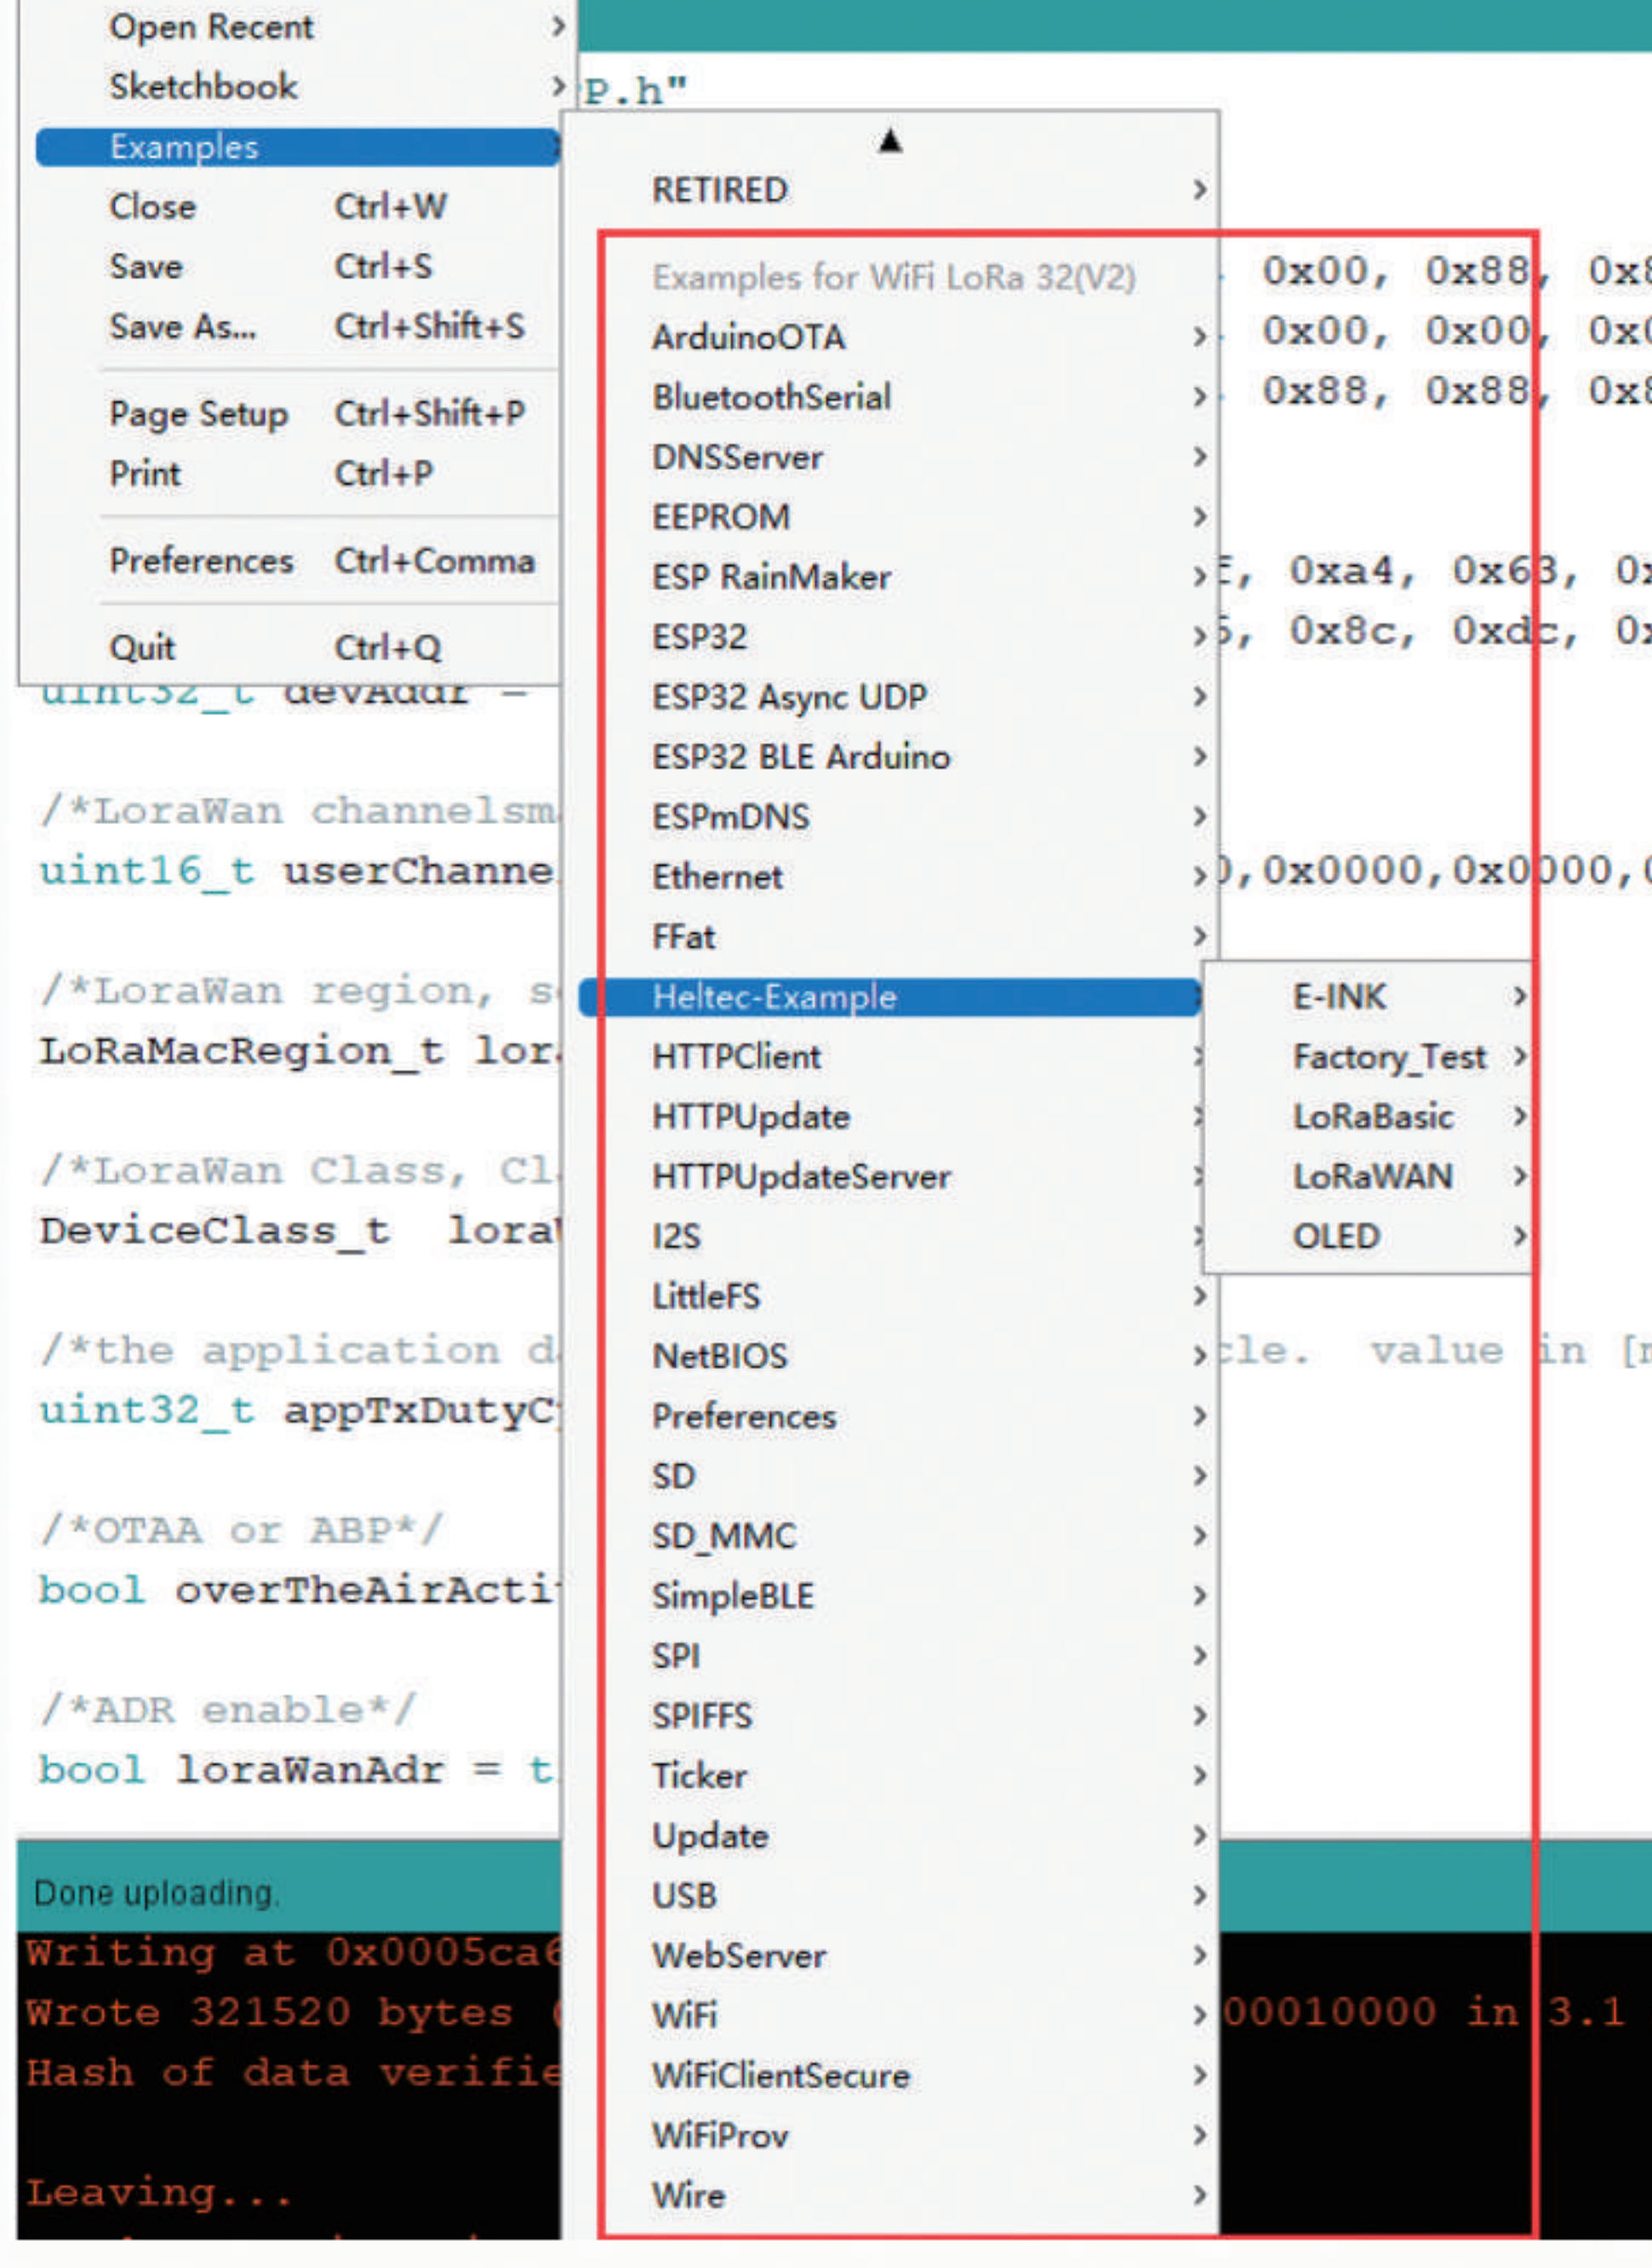 Open Recent
Sketchbook
Examples
Close Ctrl+W
Save Ctrl+S
Save As... Ctrl+Shift+S
Page Setup Ctrl+Shift+P
Print Ctrl+P
Preferences Ctrl+Comma
Quit Ctrl+Q
P.h"
RETIRED
Examples for WiFi LoRa 32(V2)
ArduinoOTA
BluetoothSerial
DNSServer
EEPROM
ESP RainMaker
ESP32
ESP32 Async UDP
ESP32 BLE Arduino
ESPmDNS
Ethernet
FFat
Heltec-Example
HTTPClient
HTTPUpdate
HTTPUpdateServer
I2S
LittleFS
NetBIOS
Preferences
SD
SD_MMC
SimpleBLE
SPI
SPIFFS
Ticker
Update
USB
WebServer
WiFi
WiFiClientSecure
WiFiProv
Wire
E-INK
Factory_Test
LoRaBasic
LoRaWAN
OLED
0x00, 0x88,
0x00, 0x00,
0x88, 0x88,
, 0xa4, 0x63,
, 0x8c, 0xdc,
,0x0000,0x0000,
cle. value in
00010000 in 3.1
uint32_t devAddr =
/*LoraWan channelsm
uint16_t userChanne
/*LoraWan region, s
LoRaMacRegion_t lor
/*LoraWan Class, Cl
DeviceClass_t lora
/*the application d
uint32_t appTxDutyC
/*OTAA or ABP*/
bool overTheAirActi
/*ADR enable*/
bool loraWanAdr = t
Done uploading.
Writing at 0x0005ca6
Wrote 321520 bytes (
Hash of data verifie
Leaving...